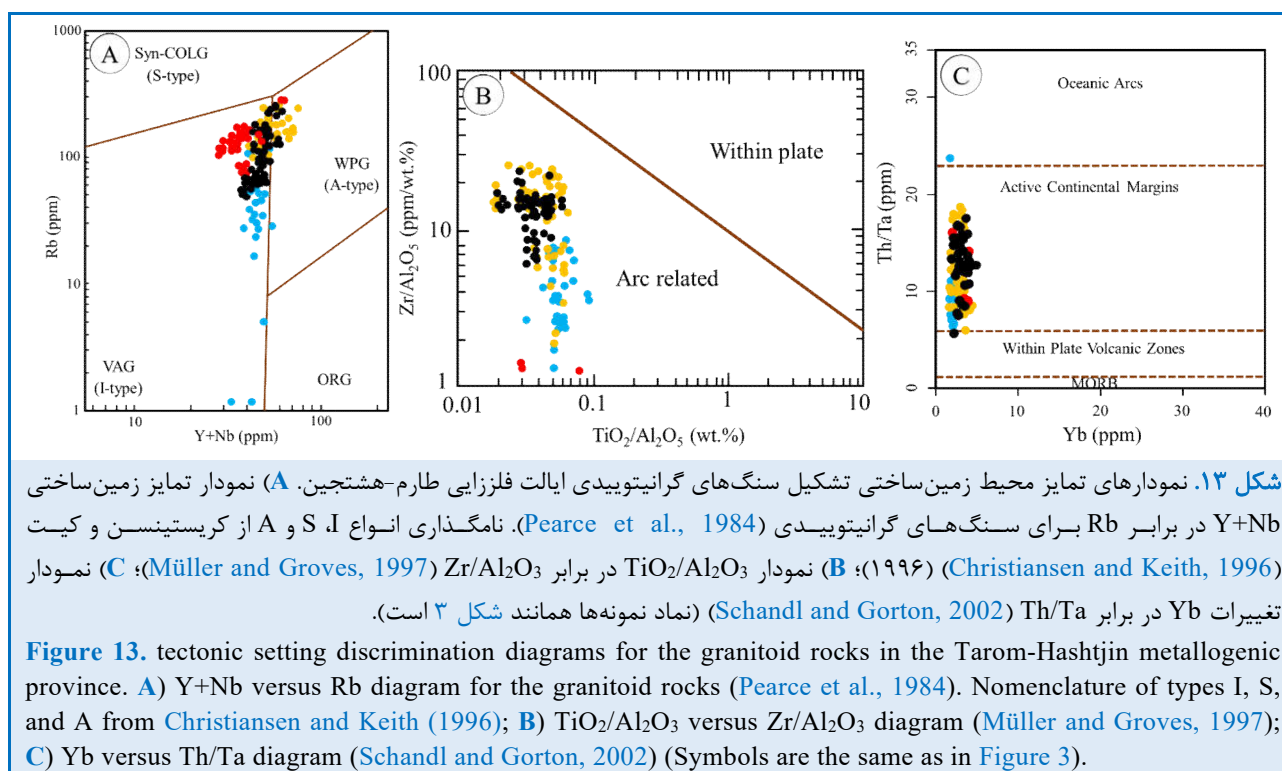 A
Syn-COLG
(S-type)
WPG
(A-type)
VAG
(I-type)
ORG
1000
100
10
1
Rb (ppm)
10
100
Y+Nb (ppm)
B
Within plate
Arc related
100
10
1
Zr/Al₂O₅ (ppm/wt.%)
0.01
0.1
1
10
TiO₂/Al₂O₅ (wt.%)
C
Oceanic Arcs
Active Continental Margins
Within Plate Volcanic Zones
MORB
35
30
20
10
0
Th/Ta (ppm)
0
10
20
30
40
Yb (ppm)
شکل ۱۳. نمودارهای تمایز محیط زمین‌ساختی تشکیل سنگ‌های گرانیتوییدی ایالت فلززایی طارم-هشتجین. A) نمودار تمایز زمین‌ساختی
Y+Nb در برابر Rb برای سنگ‌های گرانیتوییدی (Pearce et al., 1984). نامگذاری انواع I، S و A از کریستینسن و کیت
(Christiansen and Keith, 1996) (۱۹۹۶)؛ B) نمودار TiO₂/Al₂O₃ در برابر Zr/Al₂O₃ (Müller and Groves, 1997)؛ C) نمودار
تغییرات Yb در برابر Th/Ta (Schandl and Gorton, 2002) (نماد نمونه‌ها همانند شکل ۳ است).
Figure 13. tectonic setting discrimination diagrams for the granitoid rocks in the Tarom-Hashtjin metallogenic
province. A) Y+Nb versus Rb diagram for the granitoid rocks (Pearce et al., 1984). Nomenclature of types I, S,
and A from Christiansen and Keith (1996); B) TiO₂/Al₂O₃ versus Zr/Al₂O₃ diagram (Müller and Groves, 1997);
C) Yb versus Th/Ta diagram (Schandl and Gorton, 2002) (Symbols are the same as in Figure 3).